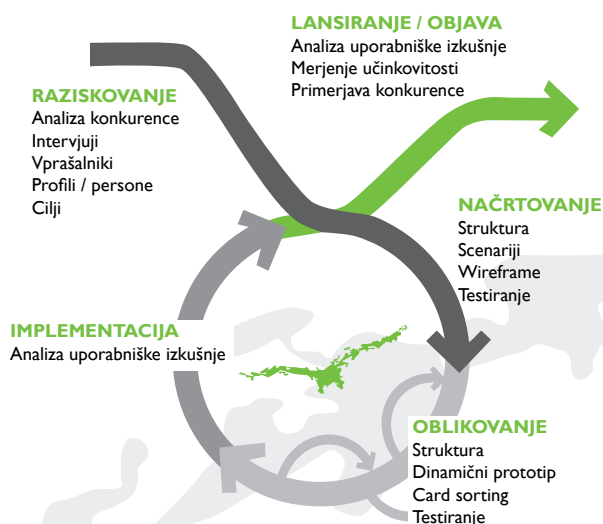 LANSIRANJE / OBJAVA
Analiza uporabniške izkušnje
Merjenje učinkovitosti
Primerjava konkurence
RAZISKOVANJE
Analiza konkurence
Intervjuji
Vprašalniki
Profili / persone
Cilji
NAČRTOVANJE
Struktura
Scenariji
Wireframe
Testiranje
IMPLEMENTACIJA
Analiza uporabniške izkušnje
OBLIKOVANJE
Struktura
Dinamični prototip
Card sorting
Testiranje